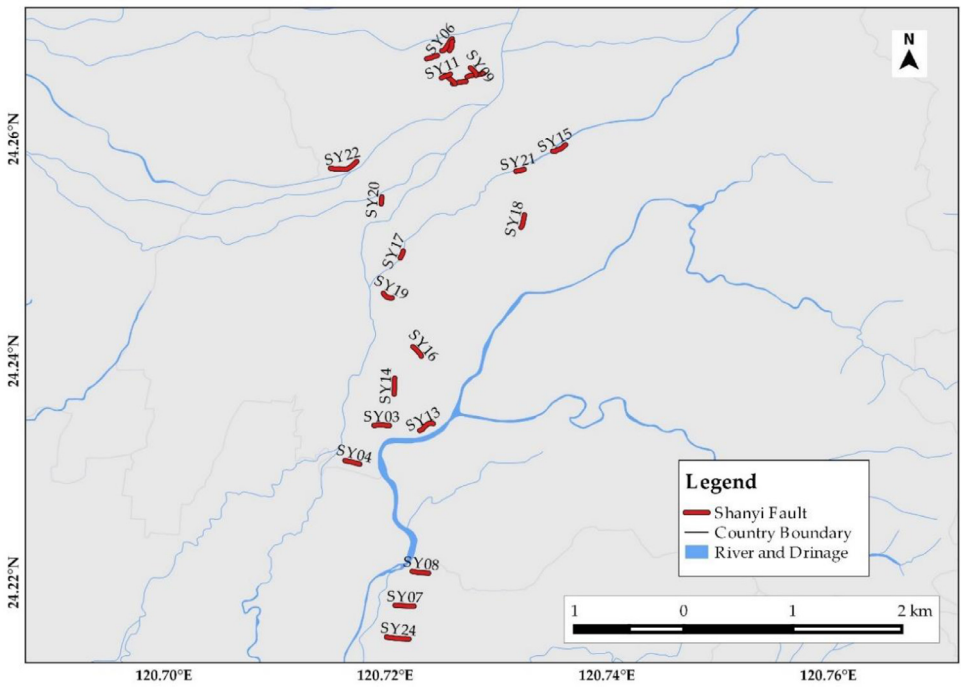 N
SY06
SY11
SY09
24.26°N
SY15
SY22
SY21
SY20
SY18
SY17
SY19
24.24°N
SY16
SY14
SY03
SY13
SY04
Legend
Shanyi Fault
Country Boundary
River and Drinage
24.22°N
SY08
SY07
SY24
1 0 1 2 km
120.70°E 120.72°E 120.74°E 120.76°E